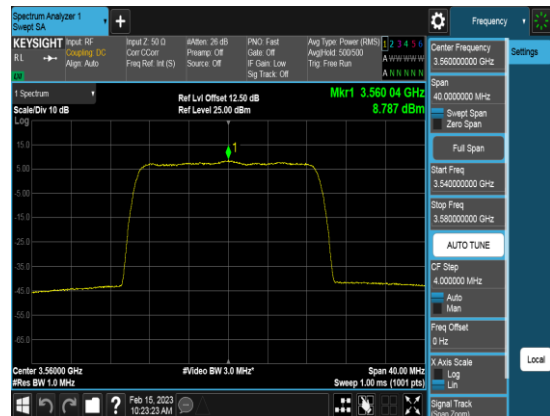 Spectrum Analyzer 1
Swept SA
+
Frequency
KEYSIGHT
Input: RF
Coupling: DC
Align: Auto
RL
LV
Input Z: 50 Ω
Corr CCorr
Freq Ref: Int (S)
#Atten: 26 dB
Preamp: Off
Source: Off
PNO: Fast
Gate: Off
IF Gain: Low
Sig Track: Off
Avg Type: Power (RMS)
Avg|Hold: 500/500
Trig: Free Run
1 2 3 4 5 6
A W W W W W
A N N N N N
1 Spectrum
Scale/Div 10 dB
Log
Ref Lvl Offset 12.50 dB
Ref Level 25.00 dBm
Mkr1 3.560 04 GHz
8.787 dBm
1
15.0
5.00
-5.00
-15.0
-25.0
-35.0
-45.0
-55.0
-65.0
Center 3.56000 GHz
#Res BW 1.0 MHz
#Video BW 3.0 MHz*
Span 40.00 MHz
Sweep 1.00 ms (1001 pts)
Feb 15, 2023
10:23:23 AM
?
Center Frequency
3.560000000 GHz
Span
40.0000000 MHz
Swept Span
Zero Span
Full Span
Start Freq
3.540000000 GHz
Stop Freq
3.580000000 GHz
AUTO TUNE
CF Step
4.000000 MHz
Auto
Man
Freq Offset
0 Hz
X Axis Scale
Log
Lin
Signal Track
(Span Zoom)
Settings
Local